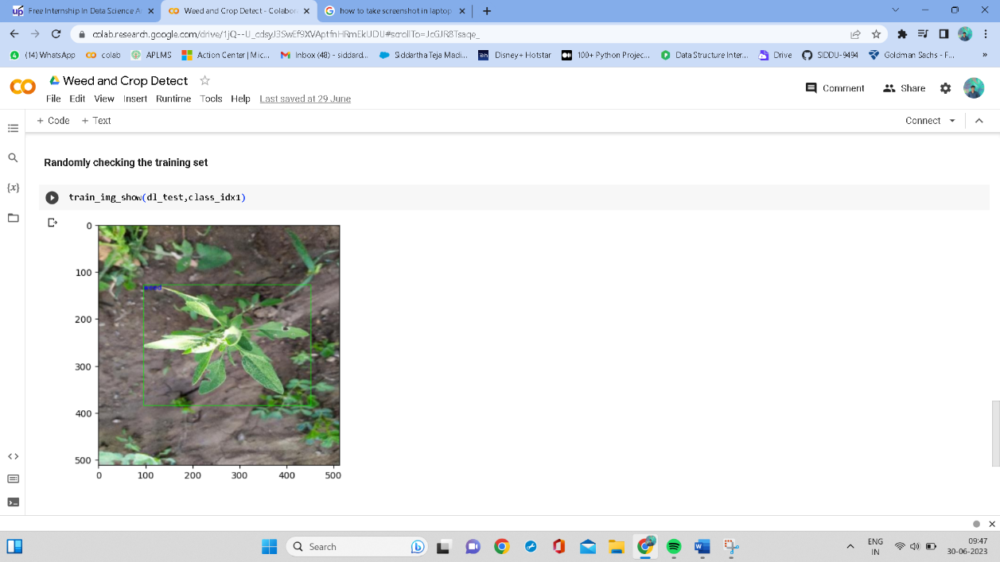 Free Internship In Data Science AI
Weed and Crop Detect - Colabora
how to take screenshot in laptop
colab.research.google.com/drive/1jQ--U_cdsyJ3Sw6f9XVAptfnHRmEkUDU#scrollTo=JcGJR8Tsaqe_
(14) WhatsApp
colab
APLMS
Action Center | Mic...
Inbox (48) - siddard...
Siddartha Teja Madi...
Disney+ Hotstar
100+ Python Projec...
Data Structure Inter...
Drive
SIDDU-9494
Goldman Sachs - F...
»
Weed and Crop Detect
Comment
Share
File Edit View Insert Runtime Tools Help Last saved at 29 June
+ Code + Text
Connect
Randomly checking the training set
{x}
train_img_show(dl_test,class_idx1)
0
100
weed
200
300
400
500
0 100 200 300 400 500
Search
ENG
IN
09:47
30-06-2023